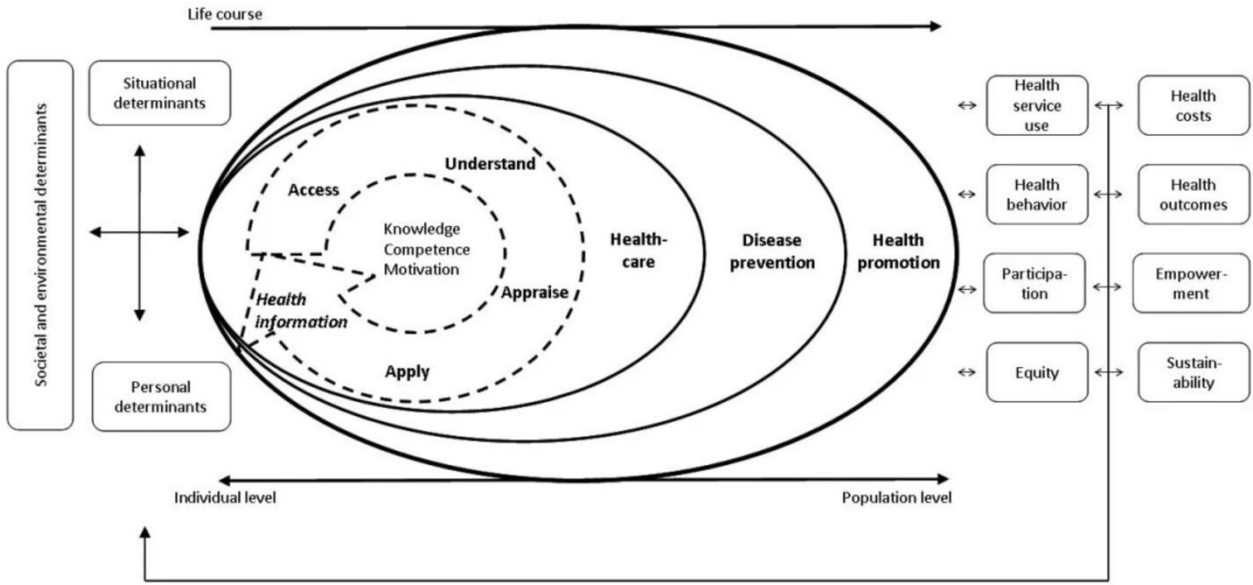 Life course
Societal and environmental determinants
Situational
determinants
Personal
determinants
Access
Understand
Knowledge
Competence
Motivation
Health
information
Appraise
Apply
Health-
care
Disease
prevention
Health
promotion
Health
service
use
Health
costs
Health
behavior
Health
outcomes
Participa-
tion
Empower-
ment
Equity
Sustain-
ability
Individual level
Population level